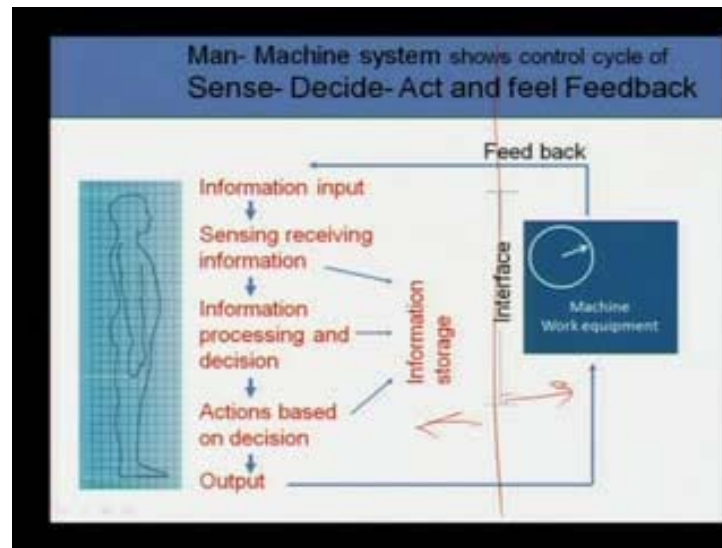 Man- Machine system shows control cycle of
Sense- Decide- Act and feel Feedback
Feed back
Information input
Sensing receiving
information
Information
processing and
decision
Actions based
on decision
Output
Information
storage
Interface
Machine
Work equipment